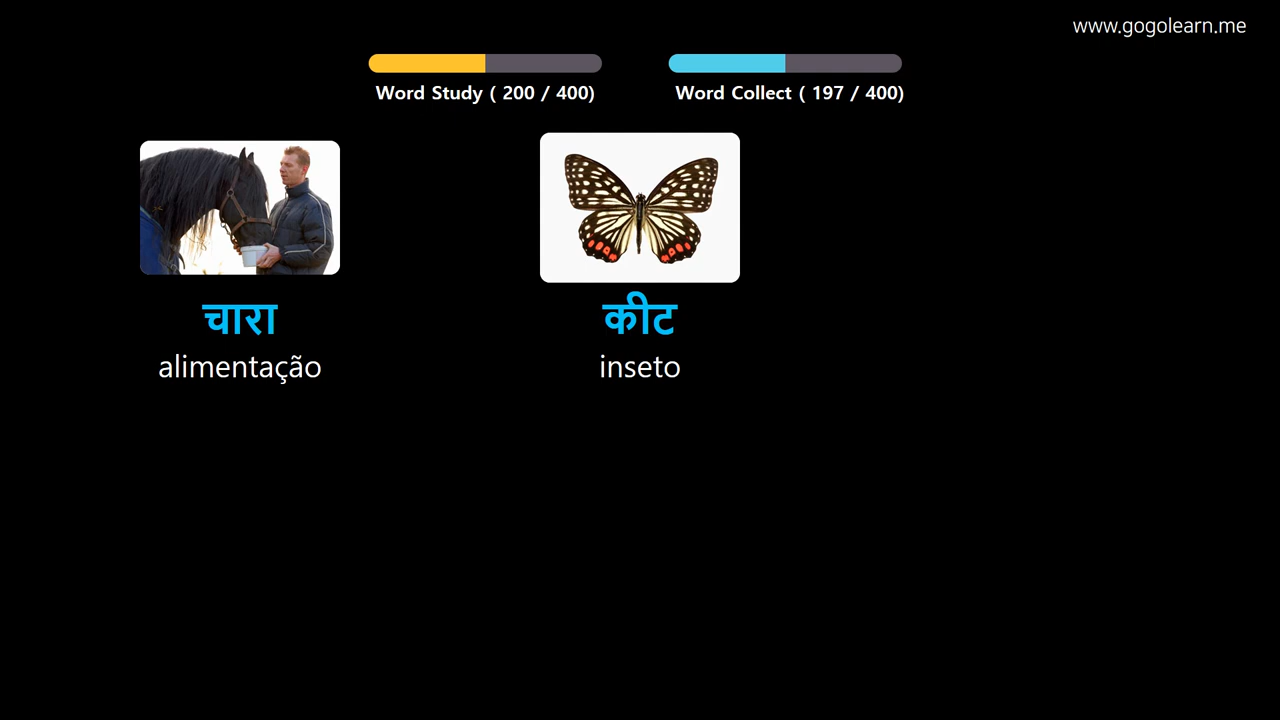 www.gogolearn.me
Word Study ( 200 / 400)
Word Collect ( 197 / 400)
चारा
alimentação
कीट
inseto